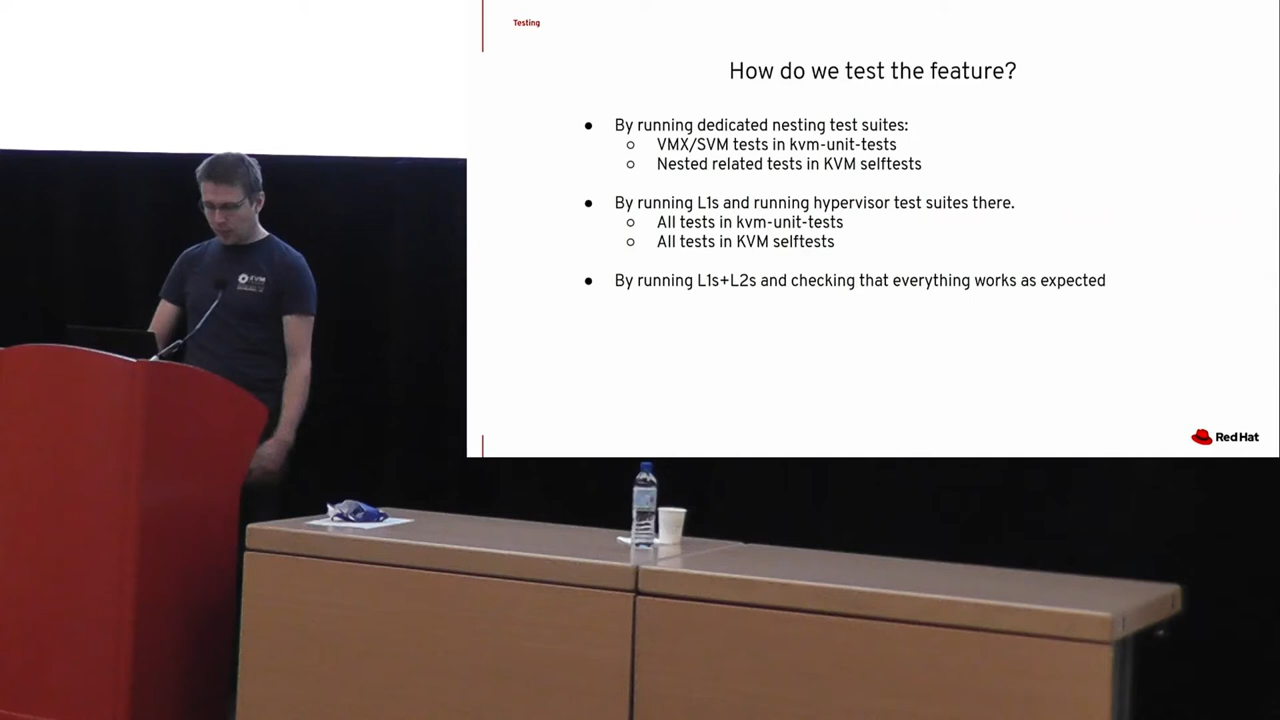 Testing
How do we test the feature?
● By running dedicated nesting test suites:
○ VMX/SVM tests in kvm-unit-tests
○ Nested related tests in KVM selftests
● By running L1s and running hypervisor test suites there.
○ All tests in kvm-unit-tests
○ All tests in KVM selftests
● By running L1s+L2s and checking that everything works as expected
Red Hat
KVM